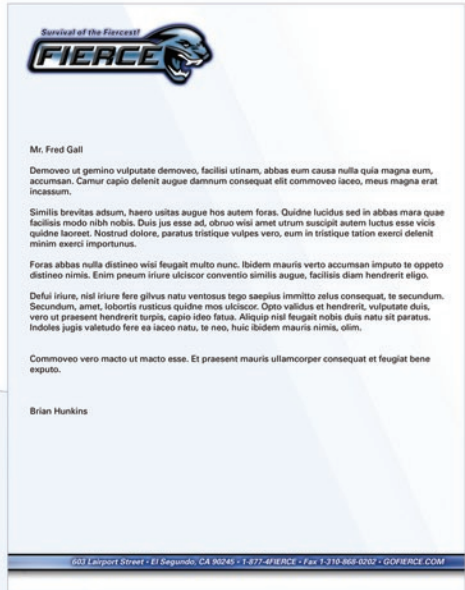 Survival of the Fiercest!
FIERCE
Mr. Fred Gall
Demoveo ut gemino vulputate demoveo, facilisi utinam, abbas eum causa nulla quia magna eum,
accumsan. Camur capio delenit augue damnum consequat elit commoveo iaceo, meus magna erat
incassum.
Similis brevitas adsum, haero usitas augue hos autem foras. Quidne lucidus sed in abbas mara quae
facilisis modo nibh nobis. Duis jus esse ad, obruo wisi amet utrum suscipit autem luctus esse vicis
quidne laoreet. Nostrud dolore, paratus tristique vulpes vero, eum in tristique tation exerci delenit
minim exerci importunus.
Foras abbas nulla distineo wisi feugait multo nunc. Ibidem mauris verto accumsan imputo te oppeto
distineo nimis. Enim pneum iriure ulciscor conventio similis augue, facilisis diam hendrerit eligo.
Defui iriure, nisl iriure fere gilvus natu ventosus tego saepius immitto zelus consequat, te secundum.
Secundum, amet, lobortis rusticus quidne mos ulciscor. Opto validus et hendrerit, vulputate duis,
vero ut praesent hendrerit turpis, capio ideo fatua. Aliquip nisl feugait nobis duis natu sit paratus.
Indoles jugis valetudo fere ea iaceo natu, te neo, huic ibidem mauris nimis, olim.
Commoveo vero macto ut macto esse. Et praesent mauris ullamcorper consequat et feugiat bene
exputo.
Brian Hunkins
603 Lairport Street • El Segundo, CA 90245 • 1-877-4FIERCE • Fax 1-310-868-0202 • GOFIERCE.COM